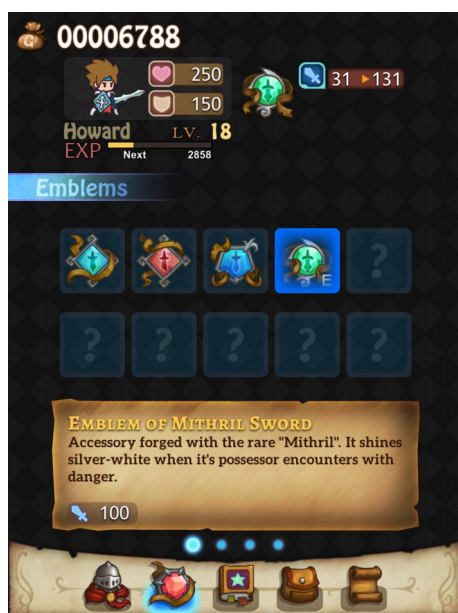 G 00006788
250
31 ▸131
150
Howard LV. 18
EXP Next 2858
Emblems
E ?
? ? ? ? ?
Emblem of Mithril Sword
Accessory forged with the rare "Mithril". It shines
silver-white when it's possessor encounters with
danger.
100